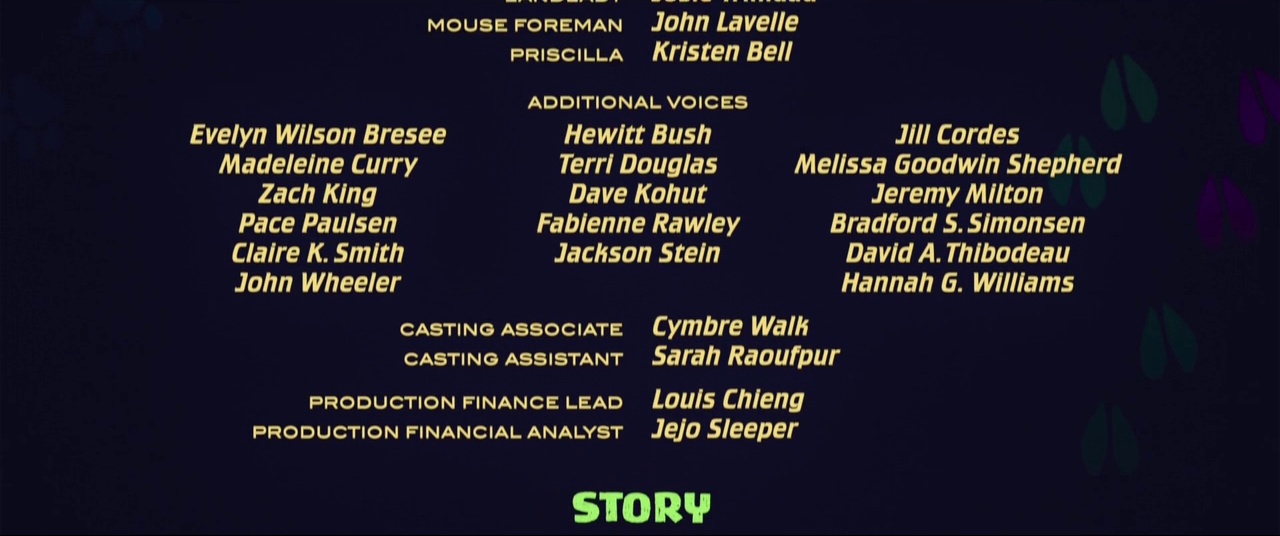 MOUSE FOREMAN John Lavelle
PRISCILLA Kristen Bell
ADDITIONAL VOICES
Evelyn Wilson Bresee Hewitt Bush Jill Cordes
Madeleine Curry Terri Douglas Melissa Goodwin Shepherd
Zach King Dave Kohut Jeremy Milton
Pace Paulsen Fabienne Rawley Bradford S. Simonsen
Claire K. Smith Jackson Stein David A. Thibodeau
John Wheeler Hannah G. Williams
CASTING ASSOCIATE Cymbre Walk
CASTING ASSISTANT Sarah Raoufpur
PRODUCTION FINANCE LEAD Louis Chieng
PRODUCTION FINANCIAL ANALYST Jejo Sleeper
STORY